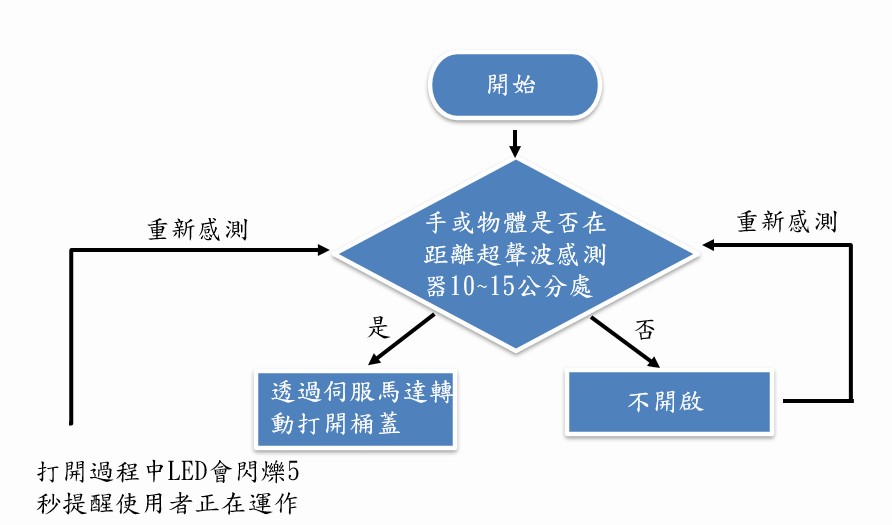 開始
手或物體是否在
距離超聲波感測
器10~15公分處
重新感測
重新感測
是
否
透過伺服馬達轉
動打開桶蓋
不開啟
打開過程中LED會閃爍5
秒提醒使用者正在運作